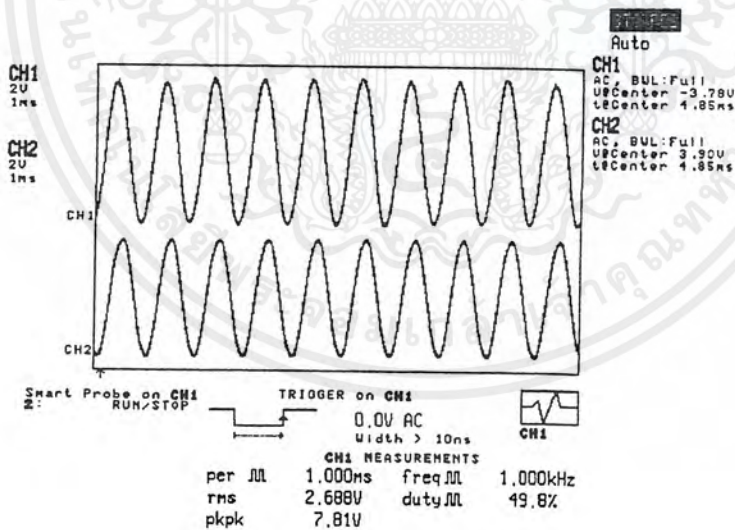 Auto
CH1
2V
1ms
CH2
2V
1ms
CH1
AC, BWL:Full
V@Center -3.78V
t@Center 4.85ms
CH2
AC, BWL:Full
V@Center 3.90V
t@Center 4.85ms
CH1
CH2
Smart Probe on CH1
2: RUN/STOP
TRIGGER on CH1
0.0V AC
Width > 10ns
CH1
CH1 MEASUREMENTS
per 1.000ms freq 1.000kHz
rms 2.688V duty 49.8%
pkpk 7.81V